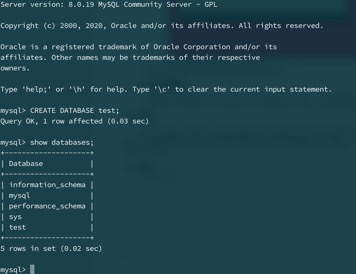 Server version: 8.0.19 MySQL Community Server - GPL
Copyright (c) 2000, 2020, Oracle and/or its affiliates. All rights reserved.
Oracle is a registered trademark of Oracle Corporation and/or its
affiliates. Other names may be trademarks of their respective
owners.
Type 'help;' or '\h' for help. Type '\c' to clear the current input statement.
mysql> CREATE DATABASE test;
Query OK, 1 row affected (0.03 sec)
mysql> show databases;
+--------------------+
| Database           |
+--------------------+
| information_schema |
| mysql              |
| performance_schema |
| sys                |
| test               |
+--------------------+
5 rows in set (0.02 sec)
mysql>